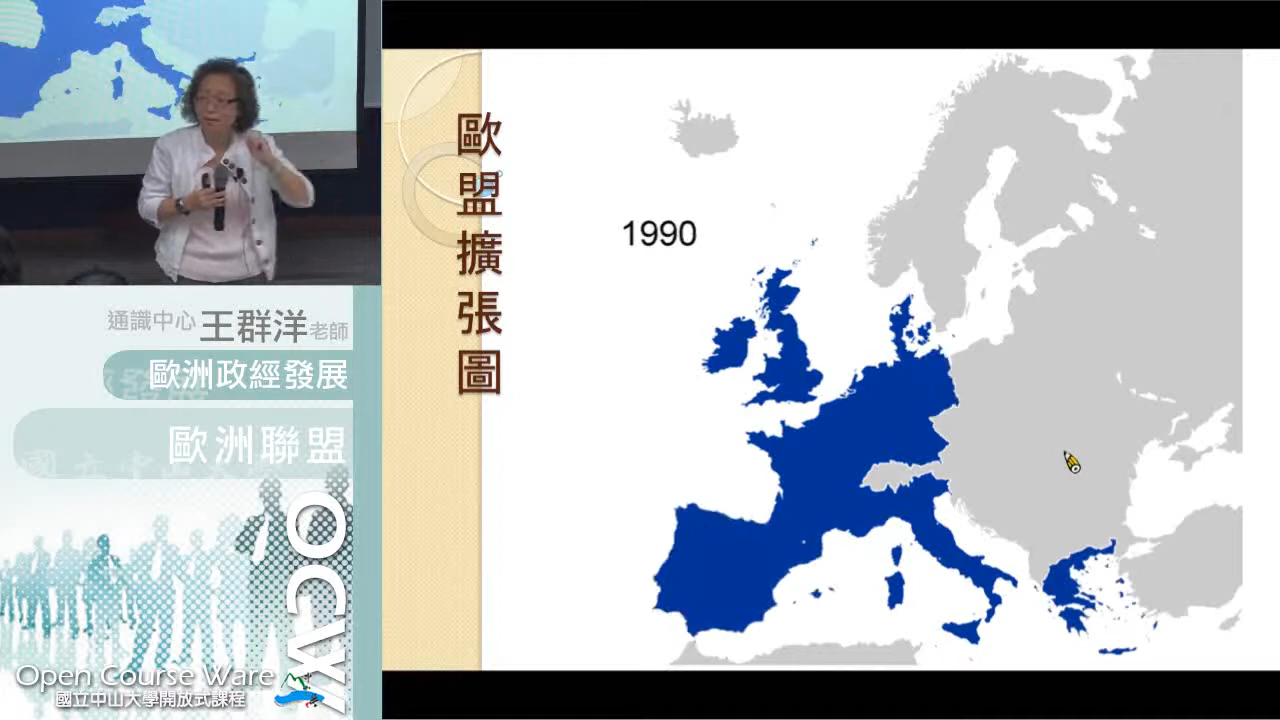 通識中心 王群洋老師
歐洲政經發展
歐洲聯盟
OCW
Open Course Ware
國立中山大學開放式課程
歐盟擴張圖
1990